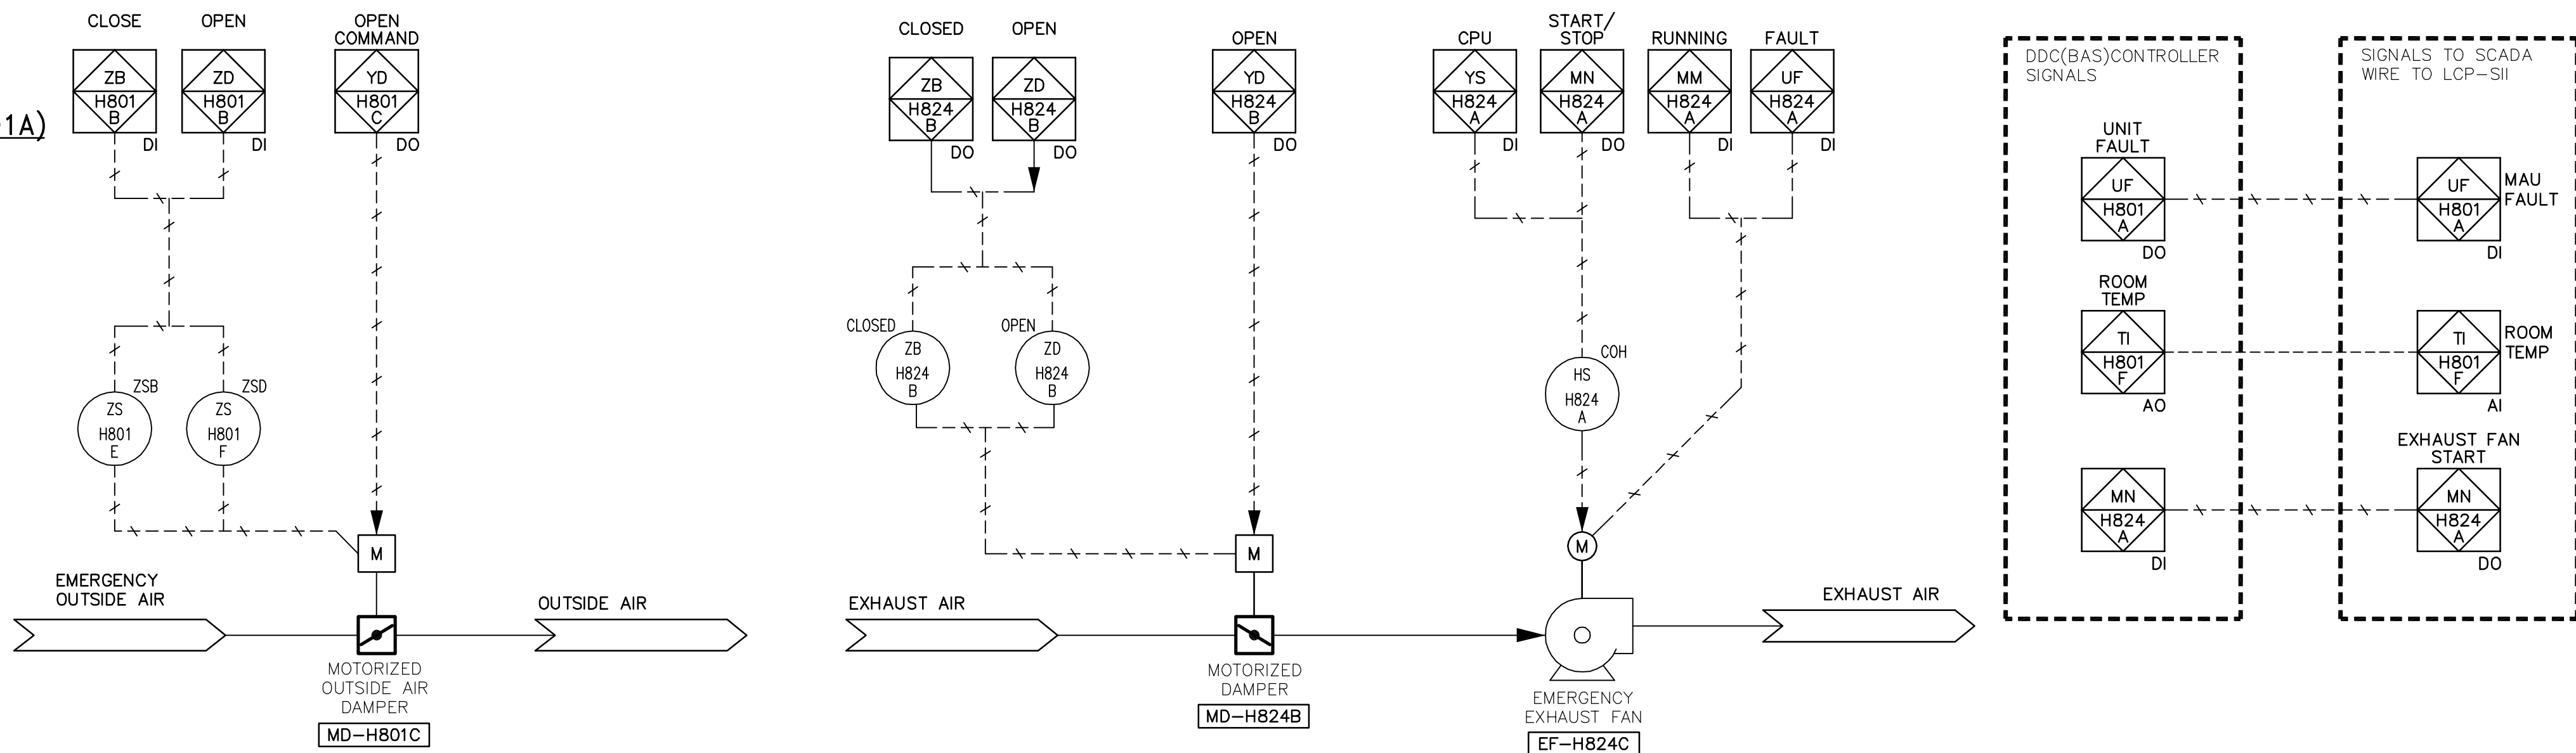 1A)
CLOSE
ZB
H801
B
DI
OPEN
ZD
H801
B
DI
OPEN
COMMAND
YD
H801
C
DO
ZSB
ZS
H801
E
ZSD
ZS
H801
F
M
EMERGENCY
OUTSIDE AIR
OUTSIDE AIR
MOTORIZED
OUTSIDE AIR
DAMPER
MD-H801C
CLOSED
ZB
H824
B
DO
OPEN
ZD
H824
B
DO
OPEN
YD
H824
B
DO
CLOSED
ZB
H824
B
OPEN
ZD
H824
B
M
EXHAUST AIR
MOTORIZED
DAMPER
MD-H824B
CPU
YS
H824
A
DI
START/
STOP
MN
H824
A
DO
RUNNING
MM
H824
A
DI
FAULT
UF
H824
A
DI
COH
HS
H824
A
M
EXHAUST AIR
EMERGENCY
EXHAUST FAN
EF-H824C
DDC(BAS)CONTROLLER
SIGNALS
UNIT
FAULT
UF
H801
A
DO
ROOM
TEMP
TI
H801
F
AO
MN
H824
A
DI
SIGNALS TO SCADA
WIRE TO LCP-SII
UF
H801
A
DI
MAU
FAULT
TI
H801
F
AI
ROOM
TEMP
EXHAUST FAN
START
MN
H824
A
DO